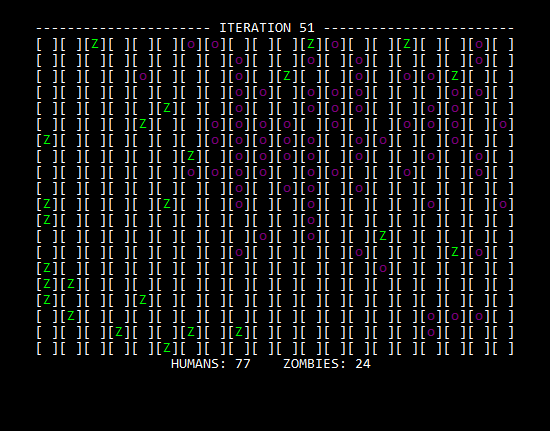 ---------------------- ITERATION 51 ------------------------
[ ][ ][Z][ ][ ][ ][o][o][ ][ ][ ][Z][o][ ][ ][Z][ ][ ][o][ ]
[ ][ ][ ][ ][ ][ ][ ][ ][o][ ][ ][o][ ][o][ ][ ][ ][ ][o][ ]
[ ][ ][ ][ ][o][ ][ ][ ][o][ ][Z][ ][o][o][ ][o][o][Z][ ][ ]
[ ][ ][ ][ ][ ][ ][ ][ ][o][o][ ][o][o][o][ ][ ][ ][o][o][ ]
[ ][ ][ ][ ][ ][Z][ ][ ][o][ ][ ][o][o][o][ ][ ][o][o][ ][ ]
[ ][ ][ ][ ][Z][ ][ ][o][o][o][o][ ][o][ ][ ][o][o][o][ ][o]
[Z][ ][ ][ ][ ][ ][ ][o][o][o][o][o][ ][o][o][ ][ ][o][ ][ ]
[ ][ ][ ][ ][ ][ ][Z][ ][o][o][o][o][ ][o][ ][ ][o][ ][o][ ]
[ ][ ][ ][ ][ ][ ][o][o][o][o][o][o][o][ ][ ][o][ ][ ][o][ ]
[ ][ ][ ][ ][ ][ ][ ][ ][o][ ][o][o][ ][o][ ][ ][ ][ ][ ][ ]
[Z][ ][ ][ ][ ][Z][ ][ ][o][ ][ ][o][ ][ ][ ][ ][o][ ][ ][o]
[Z][ ][ ][ ][ ][ ][ ][ ][ ][ ][ ][o][ ][ ][ ][ ][ ][ ][ ][ ]
[ ][ ][ ][ ][ ][ ][ ][ ][ ][o][ ][o][ ][ ][Z][ ][ ][ ][ ][ ]
[ ][ ][ ][ ][ ][ ][ ][ ][o][ ][ ][ ][ ][o][ ][ ][ ][Z][o][ ]
[Z][ ][ ][ ][ ][ ][ ][ ][ ][ ][ ][ ][ ][ ][o][ ][ ][ ][ ][ ]
[Z][Z][ ][ ][ ][ ][ ][ ][ ][ ][ ][ ][ ][ ][ ][ ][ ][ ][ ][ ]
[Z][ ][ ][ ][Z][ ][ ][ ][ ][ ][ ][ ][ ][ ][ ][ ][ ][ ][ ][ ]
[ ][Z][ ][ ][ ][ ][ ][ ][ ][ ][ ][ ][ ][ ][ ][ ][o][o][o][ ]
[ ][ ][ ][Z][ ][ ][Z][ ][Z][ ][ ][ ][ ][ ][ ][ ][o][ ][ ][ ]
[ ][ ][ ][ ][ ][Z][ ][ ][ ][ ][ ][ ][ ][ ][ ][ ][ ][ ][ ][ ]
HUMANS: 77    ZOMBIES: 24